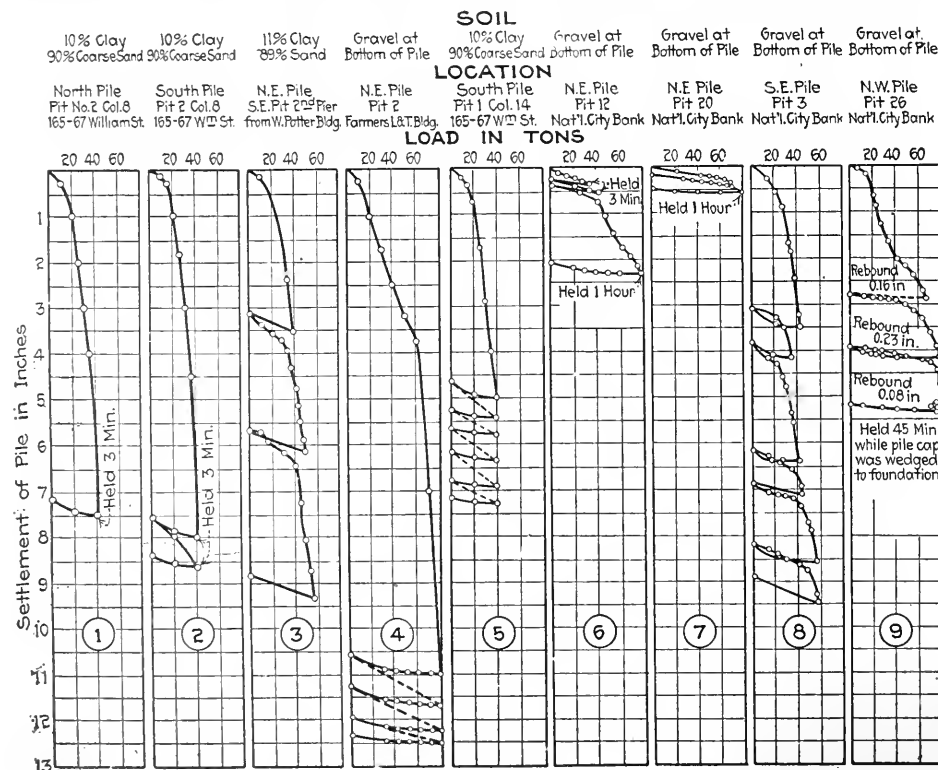 SOIL
10% Clay 10% Clay 11% Clay Gravel at 10% Clay Gravel at Gravel at Gravel at Gravel at
90% Coarse Sand 90% Coarse Sand 89% Sand Bottom of Pile 90% Coarse Sand Bottom of Pile Bottom of Pile Bottom of Pile Bottom of Pile
LOCATION
North Pile South Pile N.E. Pile N.E. Pile South Pile N.E. Pile N.E Pile S.E. Pile N.W. Pile
Pit No.2 Col.8 Pit 2 Col.8 S.E. Pit 2nd Pier Pit 2 Pit 1 Col. 14 Pit 12 Pit 20 Pit 3 Pit 26
165-67 William St. 165-67 Wm St. from W. Potter Bldg. Farmers L.&T. Bldg. 165-67 Wm St. Nat'l. City Bank Nat'l. City Bank Nat'l. City Bank Nat'l. City Bank
LOAD IN TONS
20 40 60 20 40 60 20 40 60 20 40 60 20 40 60 20 40 60 20 40 60 20 40 60 20 40 60
Settlement of Pile in Inches
1
2
3
4
5
6
7
8
9
10
11
12
13
Held 3 Min.
Held 3 Min.
Held
3 Min.
Held 1 Hour
Held 1 Hour
Rebound
0.16 in
Rebound
0.23 in.
Rebound
0.08 in
Held 45 Min
while pile cap
was wedged
to foundation
1 2 3 4 5 6 7 8 9